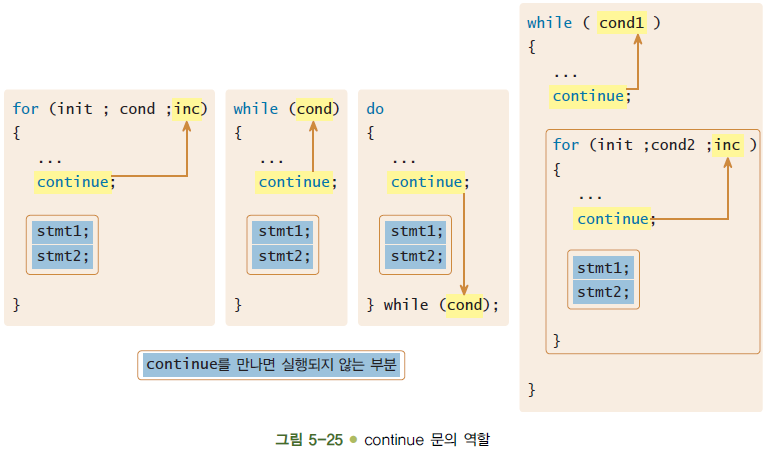 for (init ; cond ;inc)
{
...
continue;
stmt1;
stmt2;
}
while (cond)
{
...
continue;
stmt1;
stmt2;
}
do
{
...
continue;
stmt1;
stmt2;
} while (cond);
while ( cond1 )
{
...
continue;
for (init ;cond2 ;inc )
{
...
continue;
stmt1;
stmt2;
}
}
continue를 만나면 실행되지 않는 부분
그림 5-25 ● continue 문의 역할